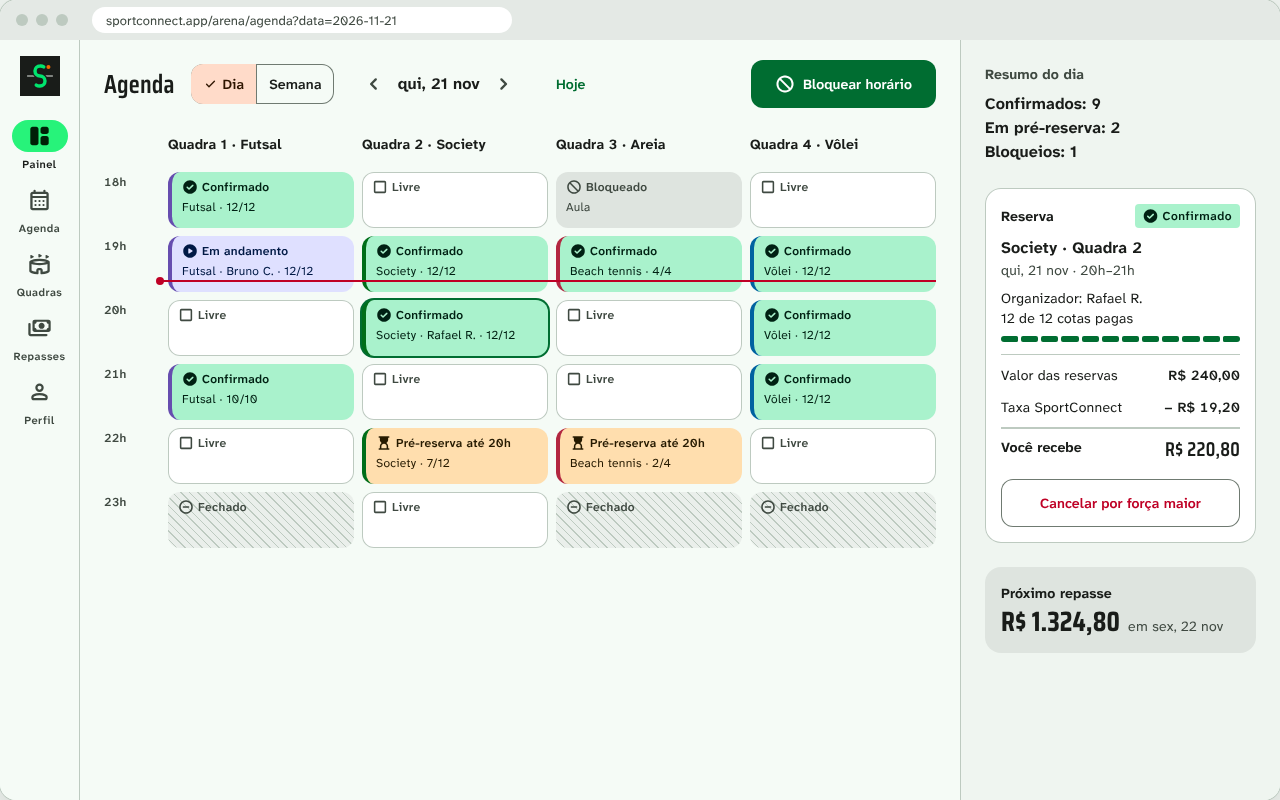 sportconnect.app/arena/agenda?data=2026-11-21
S
Painel
Agenda
Quadras
Repasses
Perfil
Agenda
Dia
Semana
qui, 21 nov
Hoje
Bloquear horário
Quadra 1 · Futsal
Quadra 2 · Society
Quadra 3 · Areia
Quadra 4 · Vôlei
18h
Confirmado
Futsal · 12/12
Livre
Bloqueado
Aula
Livre
19h
Em andamento
Futsal · Bruno C. · 12/12
Confirmado
Society · 12/12
Confirmado
Beach tennis · 4/4
Confirmado
Vôlei · 12/12
20h
Livre
Confirmado
Society · Rafael R. · 12/12
Livre
Confirmado
Vôlei · 12/12
21h
Confirmado
Futsal · 10/10
Livre
Livre
Confirmado
Vôlei · 12/12
22h
Livre
Pré-reserva até 20h
Society · 7/12
Pré-reserva até 20h
Beach tennis · 2/4
Livre
23h
Fechado
Livre
Fechado
Fechado
Resumo do dia
Confirmados: 9
Em pré-reserva: 2
Bloqueios: 1
Reserva
Confirmado
Society · Quadra 2
qui, 21 nov · 20h–21h
Organizador: Rafael R.
12 de 12 cotas pagas
Valor das reservas R$ 240,00
Taxa SportConnect – R$ 19,20
Você recebe R$ 220,80
Cancelar por força maior
Próximo repasse
R$ 1.324,80 em sex, 22 nov